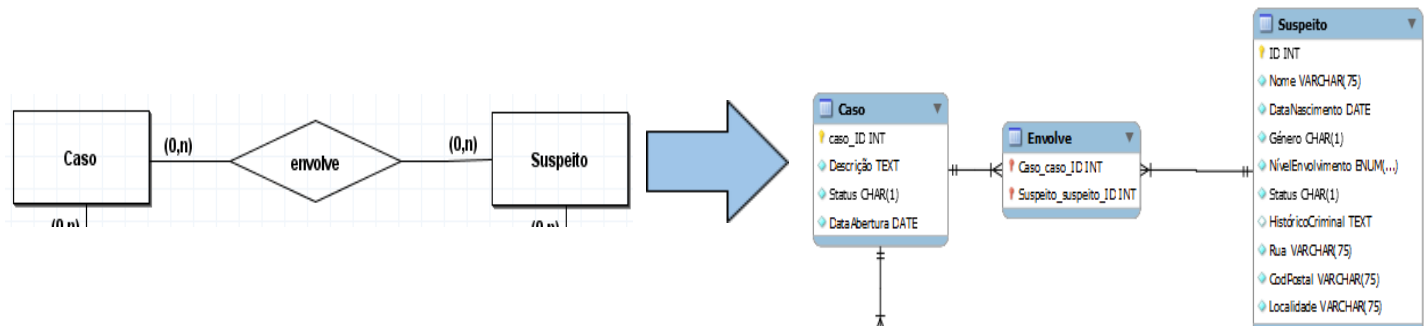 Caso
(0,n)
envolve
(0,n)
Suspeito
(0,n)
(0,n)
Caso
caso_ID INT
Descrição TEXT
Status CHAR(1)
DataAbertura DATE
Envolve
Caso_caso_ID INT
Suspeito_suspeito_ID INT
Suspeito
ID INT
Nome VARCHAR(75)
DataNascimento DATE
Género CHAR(1)
NívelEnvolvimento ENUM(...)
Status CHAR(1)
HistóricoCriminal TEXT
Rua VARCHAR(75)
CodPostal VARCHAR(75)
Localidade VARCHAR(75)